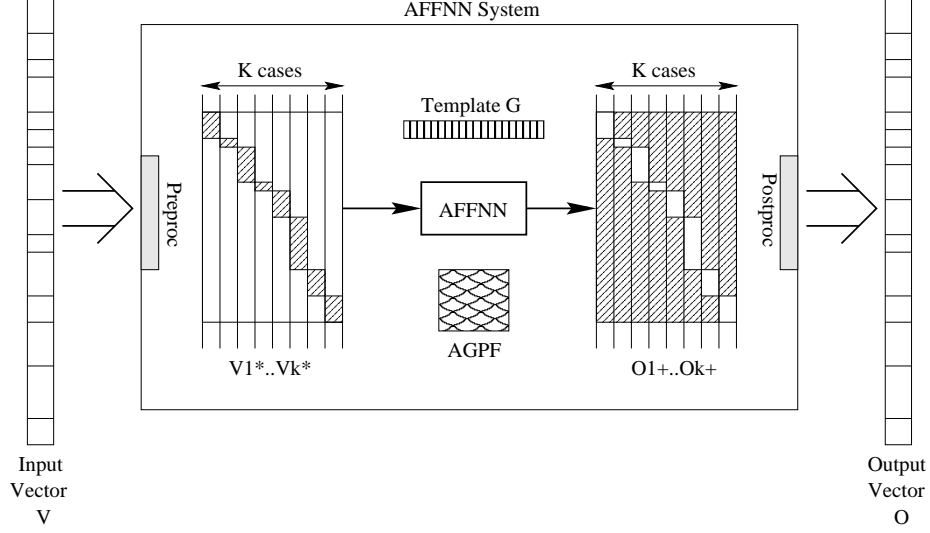 AFFNN System
K cases
K cases
Template G
Preproc
AFFNN
Postproc
AGPF
V1*..Vk*
O1+..Ok+
Input
Vector
V
Output
Vector
O